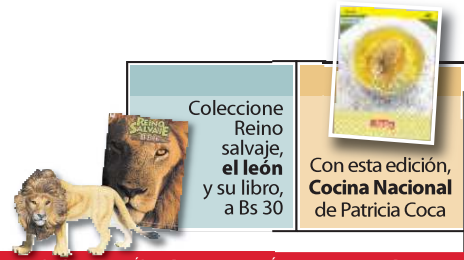 Coleccione
Reino
salvaje,
el león
y su libro,
a Bs 30
REINO
SALVAJE
Con esta edición,
Cocina Nacional
de Patricia Coca